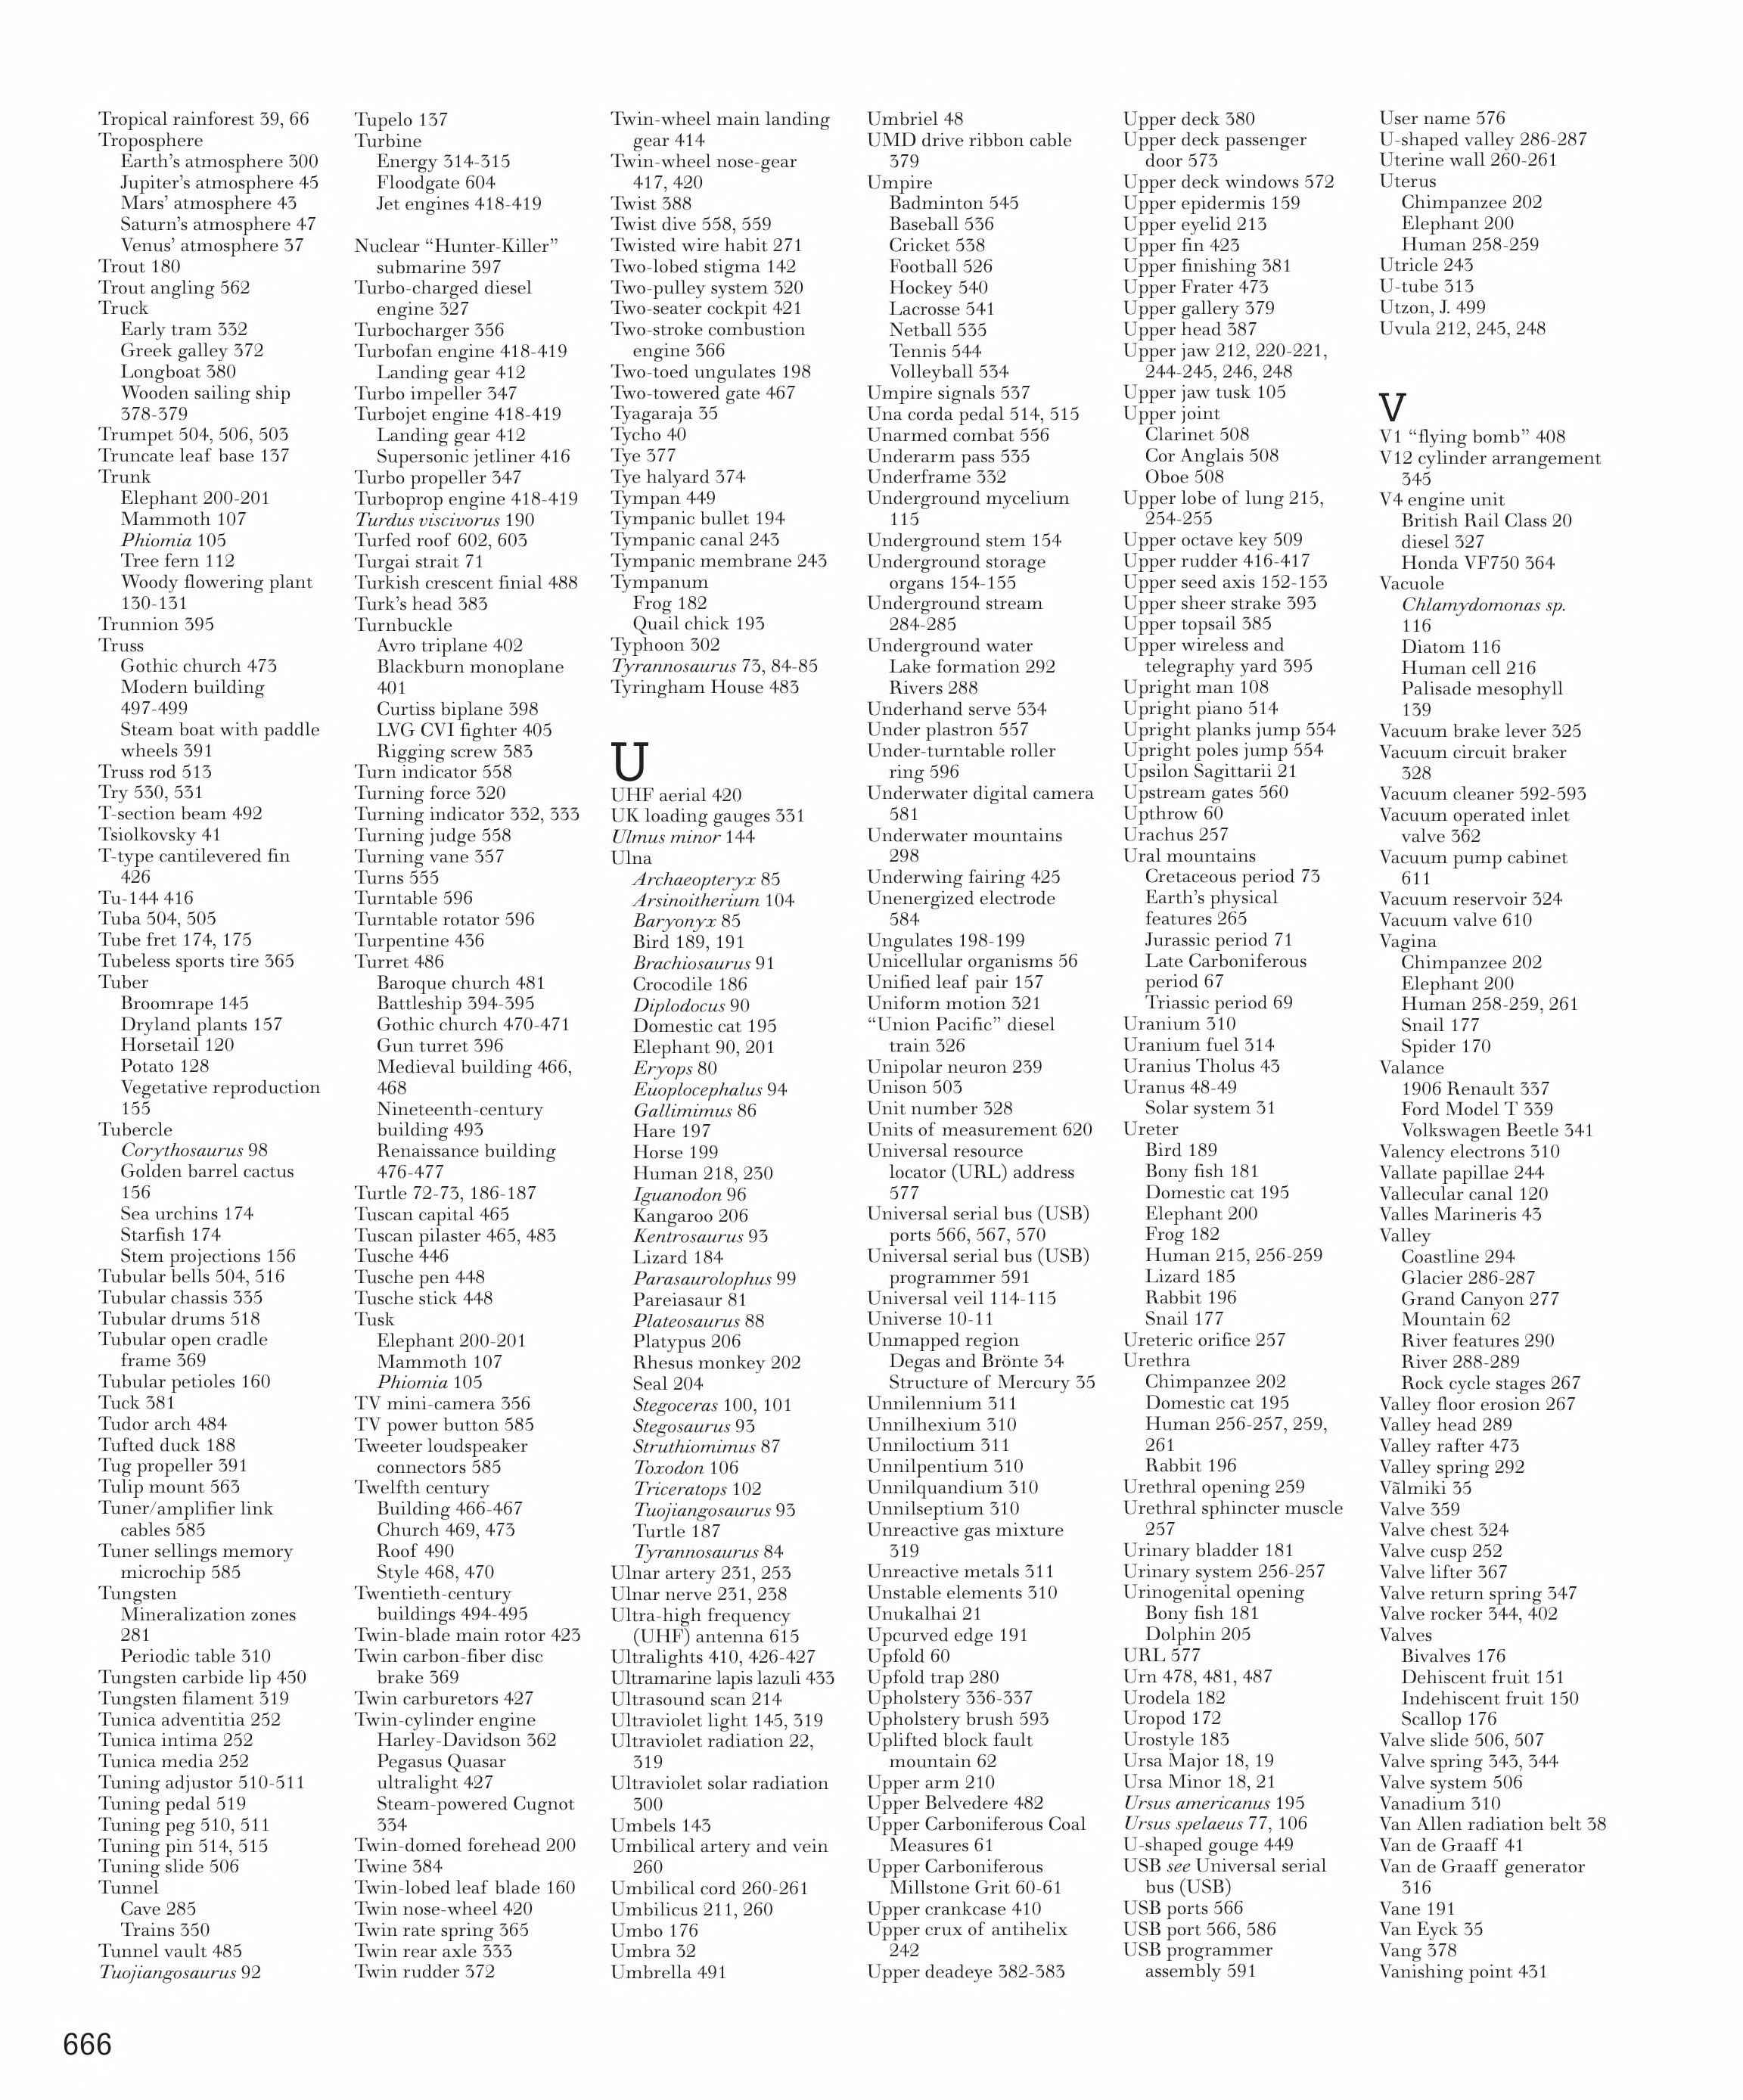 Tropical rainforest 39, 66
Troposphere
Earth's atmosphere 300
Jupiter's atmosphere 45
Mars' atmosphere 43
Saturn's atmosphere 47
Venus' atmosphere 37
Trout 180
Trout angling 562
Truck
Early tram 332
Greek galley 372
Longboat 380
Wooden sailing ship
378-379
Trumpet 504, 506, 503
Truncate leaf base 137
Trunk
Elephant 200-201
Mammoth 107
Phiomia 105
Tree fern 112
Woody flowering plant
130-131
Trunnion 395
Truss
Gothic church 473
Modern building
497-499
Steam boat with paddle
wheels 391
Truss rod 513
Try 530, 531
T-section beam 492
Tsiolkovsky 41
T-type cantilevered fin
426
Tu-144 416
Tuba 504, 505
Tube fret 174, 175
Tubeless sports tire 365
Tuber
Broomrape 145
Dryland plants 157
Horsetail 120
Potato 128
Vegetative reproduction
155
Tubercle
Corythosaurus 98
Golden barrel cactus
156
Sea urchins 174
Starfish 174
Stem projections 156
Tubular bells 504, 516
Tubular chassis 335
Tubular drums 518
Tubular open cradle
frame 369
Tubular petioles 160
Tuck 381
Tudor arch 484
Tufted duck 188
Tug propeller 391
Tulip mount 563
Tuner/amplifier link
cables 585
Tuner sellings memory
microchip 585
Tungsten
Mineralization zones
281
Periodic table 310
Tungsten carbide lip 450
Tungsten filament 319
Tunica adventitia 252
Tunica intima 252
Tunica media 252
Tuning adjustor 510-511
Tuning pedal 519
Tuning peg 510, 511
Tuning pin 514, 515
Tuning slide 506
Tunnel
Cave 285
Trains 350
Tunnel vault 485
Tuojiangosaurus 92
Tupelo 137
Turbine
Energy 314-315
Floodgate 604
Jet engines 418-419
Nuclear “Hunter-Killer”
submarine 397
Turbo-charged diesel
engine 327
Turbocharger 356
Turbofan engine 418-419
Landing gear 412
Turbo impeller 347
Turbojet engine 418-419
Landing gear 412
Supersonic jetliner 416
Turbo propeller 347
Turboprop engine 418-419
Turdus viscivorus 190
Turfed roof 602, 603
Turgai strait 71
Turkish crescent finial 488
Turk's head 383
Turnbuckle
Avro triplane 402
Blackburn monoplane
401
Curtiss biplane 398
LVG CVI fighter 405
Rigging screw 383
Turn indicator 558
Turning force 320
Turning indicator 332, 333
Turning judge 558
Turning vane 357
Turns 555
Turntable 596
Turntable rotator 596
Turpentine 436
Turret 486
Baroque church 481
Battleship 394-395
Gothic church 470-471
Gun turret 396
Medieval building 466,
468
Nineteenth-century
building 493
Renaissance building
476-477
Turtle 72-73, 186-187
Tuscan capital 465
Tuscan pilaster 465, 483
Tusche 446
Tusche pen 448
Tusche stick 448
Tusk
Elephant 200-201
Mammoth 107
Phiomia 105
TV mini-camera 356
TV power button 585
Tweeter loudspeaker
connectors 585
Twelfth century
Building 466-467
Church 469, 473
Roof 490
Style 468, 470
Twentieth-century
buildings 494-495
Twin-blade main rotor 423
Twin carbon-fiber disc
brake 369
Twin carburetors 427
Twin-cylinder engine
Harley-Davidson 362
Pegasus Quasar
ultralight 427
Steam-powered Cugnot
334
Twin-domed forehead 200
Twine 384
Twin-lobed leaf blade 160
Twin nose-wheel 420
Twin rate spring 365
Twin rear axle 333
Twin rudder 372
Twin-wheel main landing
gear 414
Twin-wheel nose-gear
417, 420
Twist 388
Twist dive 558, 559
Twisted wire habit 271
Two-lobed stigma 142
Two-pulley system 320
Two-seater cockpit 421
Two-stroke combustion
engine 366
Two-toed ungulates 198
Two-towered gate 467
Tyagaraja 35
Tycho 40
Tye 377
Tye halyard 374
Tympan 449
Tympanic bullet 194
Tympanic canal 243
Tympanic membrane 243
Tympanum
Frog 182
Quail chick 193
Typhoon 302
Tyrannosaurus 73, 84-85
Tyringham House 483
U
UHF aerial 420
UK loading gauges 331
Ulmus minor 144
Ulna
Archaeopteryx 85
Arsinoitherium 104
Baryonyx 85
Bird 189, 191
Brachiosaurus 91
Crocodile 186
Diplodocus 90
Domestic cat 195
Elephant 90, 201
Eryops 80
Euoplocephalus 94
Gallimimus 86
Hare 197
Horse 199
Human 218, 230
Iguanodon 96
Kangaroo 206
Kentrosaurus 93
Lizard 184
Parasaurolophus 99
Pareiasaur 81
Plateosaurus 88
Platypus 206
Rhesus monkey 202
Seal 204
Stegoceras 100, 101
Stegosaurus 93
Struthiomimus 87
Toxodon 106
Triceratops 102
Tuojiangosaurus 93
Turtle 187
Tyrannosaurus 84
Ulnar artery 231, 253
Ulnar nerve 231, 238
Ultra-high frequency
(UHF) antenna 615
Ultralights 410, 426-427
Ultramarine lapis lazuli 433
Ultrasound scan 214
Ultraviolet light 145, 319
Ultraviolet radiation 22,
319
Ultraviolet solar radiation
300
Umbels 143
Umbilical artery and vein
260
Umbilical cord 260-261
Umbilicus 211, 260
Umbo 176
Umbra 32
Umbrella 491
Umbriel 48
UMD drive ribbon cable
379
Umpire
Badminton 545
Baseball 536
Cricket 538
Football 526
Hockey 540
Lacrosse 541
Netball 535
Tennis 544
Volleyball 534
Umpire signals 537
Una corda pedal 514, 515
Unarmed combat 556
Underarm pass 535
Underframe 332
Underground mycelium
115
Underground stem 154
Underground storage
organs 154-155
Underground stream
284-285
Underground water
Lake formation 292
Rivers 288
Underhand serve 534
Under plastron 557
Under-turntable roller
ring 596
Underwater digital camera
581
Underwater mountains
298
Underwing fairing 425
Unenergized electrode
584
Ungulates 198-199
Unicellular organisms 56
Unified leaf pair 157
Uniform motion 321
“Union Pacific” diesel
train 326
Unipolar neuron 239
Unison 503
Unit number 328
Units of measurement 620
Universal resource
locator (URL) address
577
Universal serial bus (USB)
ports 566, 567, 570
Universal serial bus (USB)
programmer 591
Universal veil 114-115
Universe 10-11
Unmapped region
Degas and Brönte 34
Structure of Mercury 35
Unnilennium 311
Unnilhexium 310
Unniloctium 311
Unnilpentium 310
Unnilquandium 310
Unnilseptium 310
Unreactive gas mixture
319
Unreactive metals 311
Unstable elements 310
Unukalhai 21
Upcurved edge 191
Upfold 60
Upfold trap 280
Upholstery 336-337
Upholstery brush 593
Uplifted block fault
mountain 62
Upper arm 210
Upper Belvedere 482
Upper Carboniferous Coal
Measures 61
Upper Carboniferous
Millstone Grit 60-61
Upper crankcase 410
Upper crux of antihelix
242
Upper deadeye 382-383
Upper deck 380
Upper deck passenger
door 573
Upper deck windows 572
Upper epidermis 159
Upper eyelid 213
Upper fin 423
Upper finishing 381
Upper Frater 473
Upper gallery 379
Upper head 387
Upper jaw 212, 220-221,
244-245, 246, 248
Upper jaw tusk 105
Upper joint
Clarinet 508
Cor Anglais 508
Oboe 508
Upper lobe of lung 215,
254-255
Upper octave key 509
Upper rudder 416-417
Upper seed axis 152-153
Upper sheer strake 393
Upper topsail 385
Upper wireless and
telegraphy yard 395
Upright man 108
Upright piano 514
Upright planks jump 554
Upright poles jump 554
Upsilon Sagittarii 21
Upstream gates 560
Upthrow 60
Urachus 257
Ural mountains
Cretaceous period 73
Earth's physical
features 265
Jurassic period 71
Late Carboniferous
period 67
Triassic period 69
Uranium 310
Uranium fuel 314
Uranius Tholus 43
Uranus 48-49
Solar system 31
Ureter
Bird 189
Bony fish 181
Domestic cat 195
Elephant 200
Frog 182
Human 215, 256-259
Lizard 185
Rabbit 196
Snail 177
Ureteric orifice 257
Urethra
Chimpanzee 202
Domestic cat 195
Human 256-257, 259,
261
Rabbit 196
Urethral opening 259
Urethral sphincter muscle
257
Urinary bladder 181
Urinary system 256-257
Urinogenital opening
Bony fish 181
Dolphin 205
URL 577
Urn 478, 481, 487
Urodela 182
Uropod 172
Urostyle 183
Ursa Major 18, 19
Ursa Minor 18, 21
Ursus americanus 195
Ursus spelaeus 77, 106
U-shaped gouge 449
USB see Universal serial
bus (USB)
USB ports 566
USB port 566, 586
USB programmer
assembly 591
User name 576
U-shaped valley 286-287
Uterine wall 260-261
Uterus
Chimpanzee 202
Elephant 200
Human 258-259
Utricle 243
U-tube 313
Utzon, J. 499
Uvula 212, 245, 248
V
V1 “flying bomb” 408
V12 cylinder arrangement
345
V4 engine unit
British Rail Class 20
diesel 327
Honda VF750 364
Vacuole
Chlamydomonas sp.
116
Diatom 116
Human cell 216
Palisade mesophyll
139
Vacuum brake lever 325
Vacuum circuit braker
328
Vacuum cleaner 592-593
Vacuum operated inlet
valve 362
Vacuum pump cabinet
611
Vacuum reservoir 324
Vacuum valve 610
Vagina
Chimpanzee 202
Elephant 200
Human 258-259, 261
Snail 177
Spider 170
Valance
1906 Renault 337
Ford Model T 339
Volkswagen Beetle 341
Valency electrons 310
Vallate papillae 244
Vallecular canal 120
Valles Marineris 43
Valley
Coastline 294
Glacier 286-287
Grand Canyon 277
Mountain 62
River features 290
River 288-289
Rock cycle stages 267
Valley floor erosion 267
Valley head 289
Valley rafter 473
Valley spring 292
Vãlmiki 35
Valve 359
Valve chest 324
Valve cusp 252
Valve lifter 367
Valve return spring 347
Valve rocker 344, 402
Valves
Bivalves 176
Dehiscent fruit 151
Indehiscent fruit 150
Scallop 176
Valve slide 506, 507
Valve spring 343, 344
Valve system 506
Vanadium 310
Van Allen radiation belt 38
Van de Graaff 41
Van de Graaff generator
316
Vane 191
Van Eyck 35
Vang 378
Vanishing point 431
666